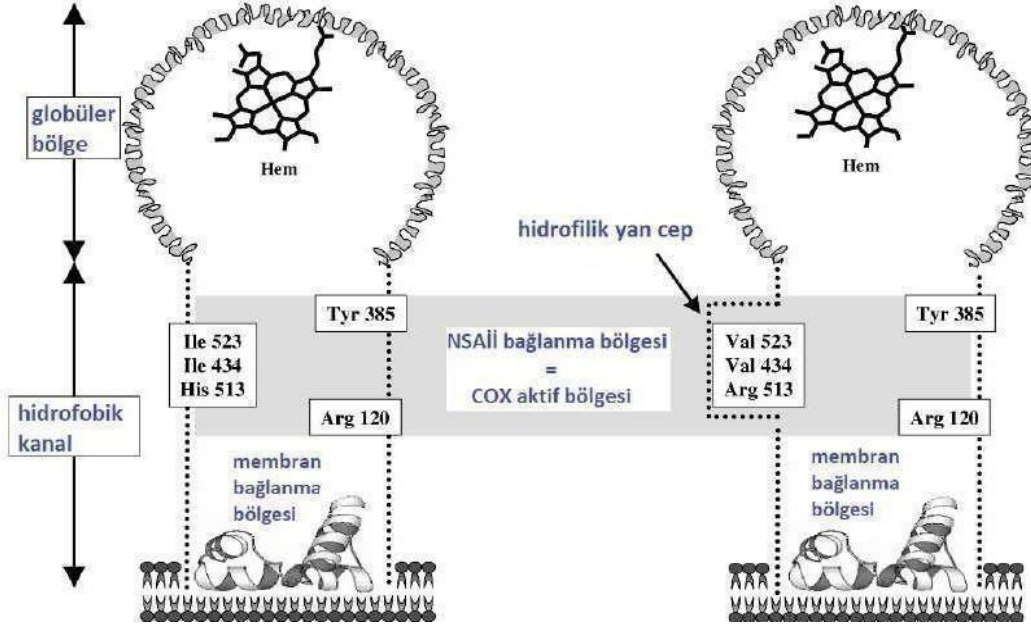 globüler
bölge
Hem
Hem
hidrofilik yan cep
Tyr 385
Tyr 385
Ile 523
Ile 434
His 513
NSAİİ bağlanma bölgesi
=
COX aktif bölgesi
Val 523
Val 434
Arg 513
hidrofobik
kanal
Arg 120
Arg 120
membran
bağlanma
bölgesi
membran
bağlanma
bölgesi